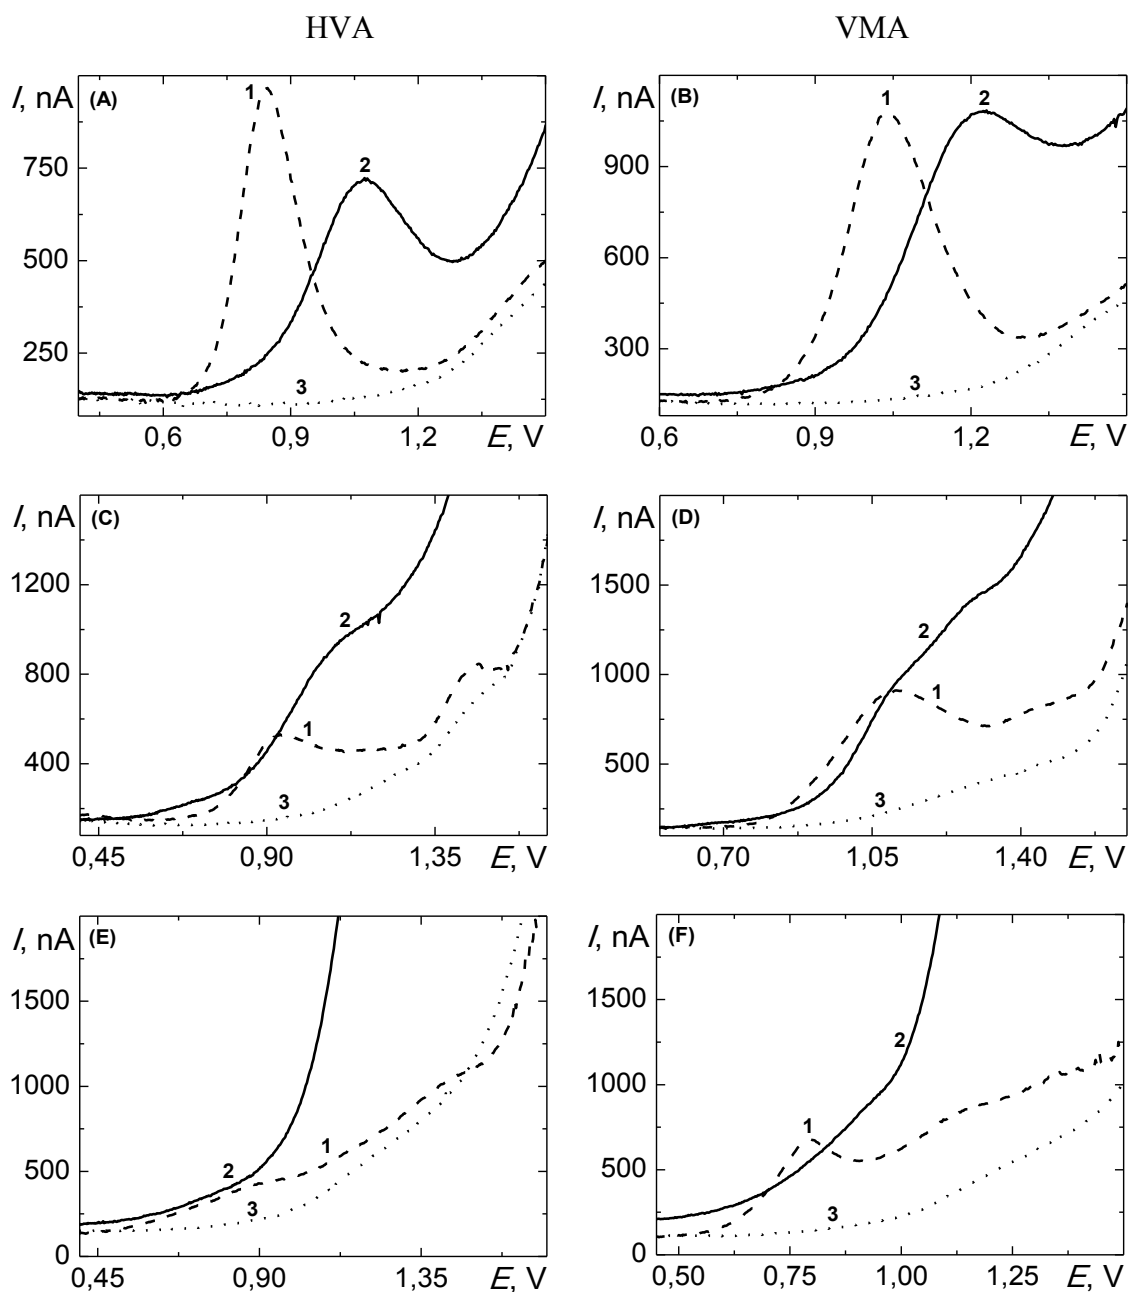 HVA
VMA
I, nA
(A)
1
2
3
750
500
250
0,6
0,9
1,2
E, V
I, nA
(B)
1
2
3
900
600
300
0,6
0,9
1,2
E, V
I, nA
(C)
2
1
3
1200
800
400
0,45
0,90
1,35
E, V
I, nA
(D)
2
1
3
1500
1000
500
0,70
1,05
1,40
E, V
I, nA
(E)
1
2
3
1500
1000
500
0
0,45
0,90
1,35
E, V
I, nA
(F)
2
1
3
1500
1000
500
0
0,50
0,75
1,00
1,25
E, V